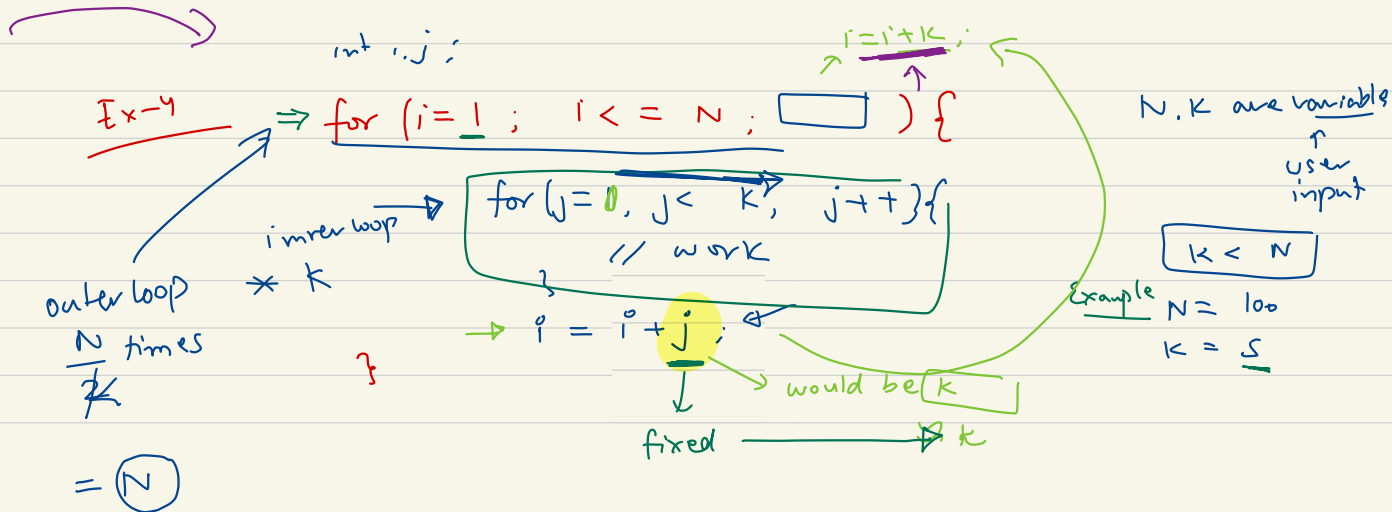 i=i+k;
int i,j;
Ex-4 ⇒ for (i=1; i<=N; ){
N.K are variable
user
input
for (j=0, j< k, j++){
inner loop
// work
k < N
}
outer loop * k
Example N= 100
i = i + j;
N times
K = 5
}
would be k
fixed k
= N